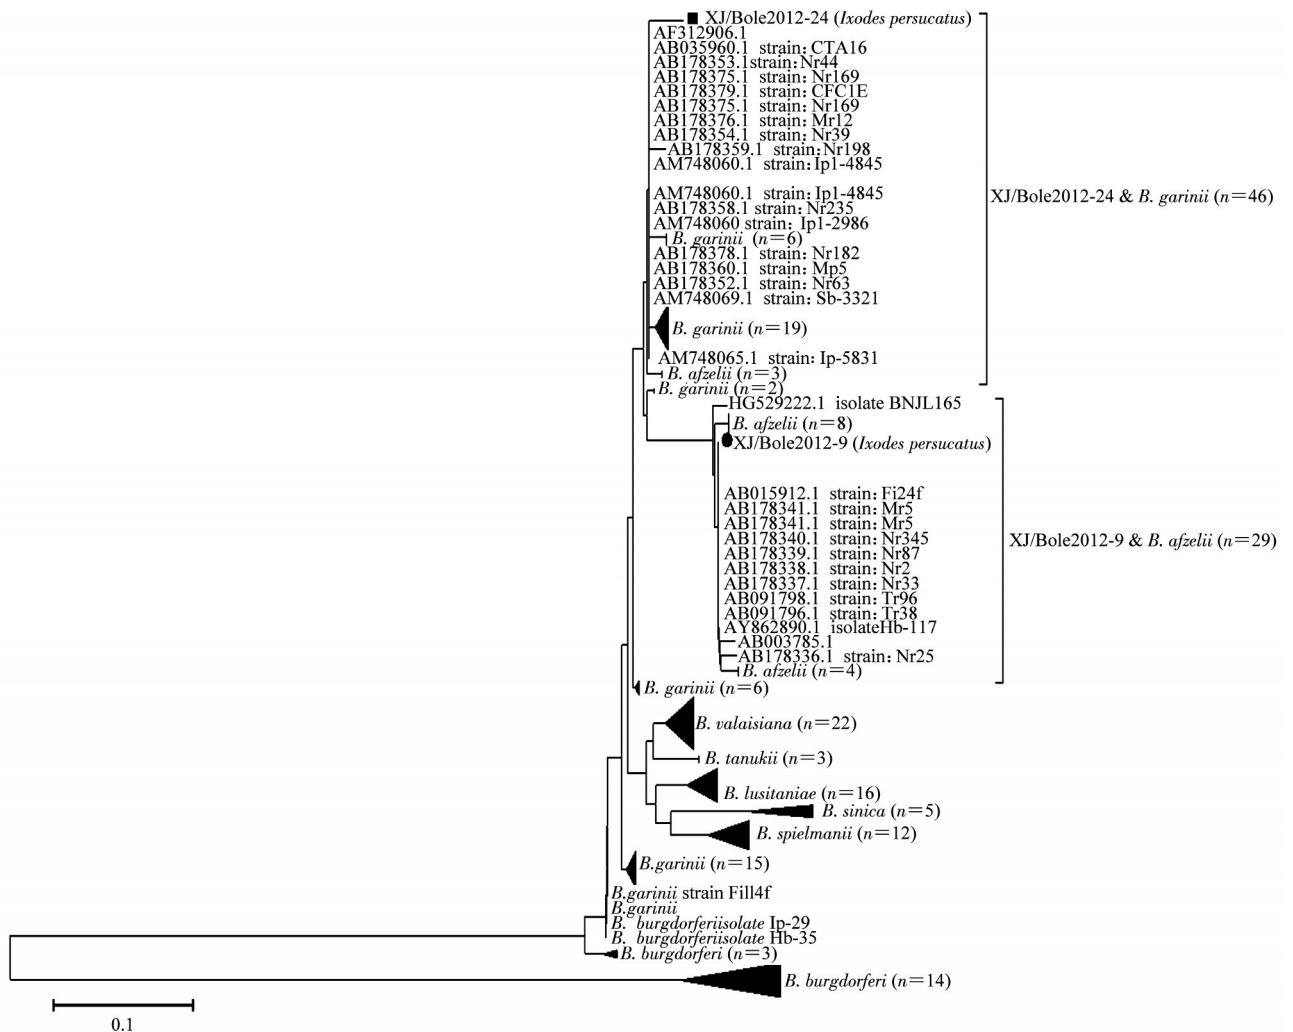 XJ/Bole2012-24 (Ixodes persucatus)
AF312906.1
AB035960.1 strain: CTA16
AB178353.1strain: Nr44
AB178375.1 strain: Nr169
AB178379.1 strain: CFC1E
AB178375.1 strain: Nr169
AB178376.1 strain: Mr12
AB178354.1 strain: Nr39
AB178359.1 strain: Nr198
AM748060.1 strain: Ip1-4845
AM748060.1 strain: Ip1-4845
XJ/Bole2012-24 & B. garinii (n=46)
AB178358.1 strain: Nr235
AM748060 strain: Ip1-2986
B. garinii (n=6)
AB178378.1 strain: Nr182
AB178360.1 strain: Mp5
AB178352.1 strain: Nr63
AM748069.1 strain: Sb-3321
B. garinii (n=19)
AM748065.1 strain: Ip-5831
B. afzelii (n=3)
B. garinii (n=2)
HG529222.1 isolate BNJL165
B. afzelii (n=8)
XJ/Bole2012-9 (Ixodes persucatus)
AB015912.1 strain: Fi24f
AB178341.1 strain: Mr5
AB178341.1 strain: Mr5
AB178340.1 strain: Nr345
XJ/Bole2012-9 & B. afzelii (n=29)
AB178339.1 strain: Nr87
AB178338.1 strain: Nr2
AB178337.1 strain: Nr33
AB091798.1 strain: Tr96
AB091796.1 strain: Tr38
AY862890.1 isolateHb-117
AB003785.1
AB178336.1 strain: Nr25
B. afzelii (n=4)
B. garinii (n=6)
B. valaisiana (n=22)
B. tanukii (n=3)
B. lusitaniae (n=16)
B. sinica (n=5)
B. spielmanii (n=12)
B.garinii (n=15)
B.garinii strain Fill4f
B.garinii
B. burgdorferiisolate Ip-29
B. burgdorferiisolate Hb-35
B. burgdorferi (n=3)
B. burgdorferi (n=14)
0.1